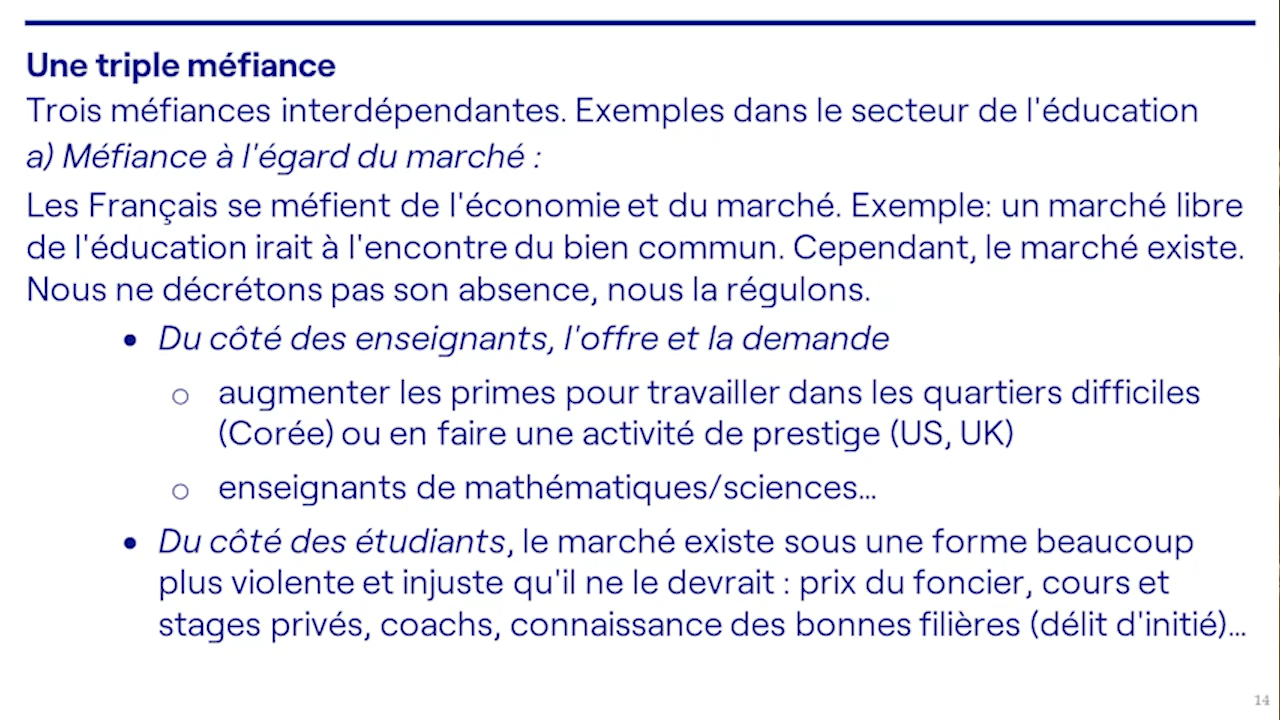 Une triple méfiance
Trois méfiances interdépendantes. Exemples dans le secteur de l'éducation
a) Méfiance à l'égard du marché :
Les Français se méfient de l'économie et du marché. Exemple: un marché libre
de l'éducation irait à l'encontre du bien commun. Cependant, le marché existe.
Nous ne décrétons pas son absence, nous la régulons.
• Du côté des enseignants, l'offre et la demande
○ augmenter les primes pour travailler dans les quartiers difficiles
(Corée) ou en faire une activité de prestige (US, UK)
○ enseignants de mathématiques/sciences…
• Du côté des étudiants, le marché existe sous une forme beaucoup
plus violente et injuste qu'il ne le devrait : prix du foncier, cours et
stages privés, coachs, connaissance des bonnes filières (délit d'initié)…
14